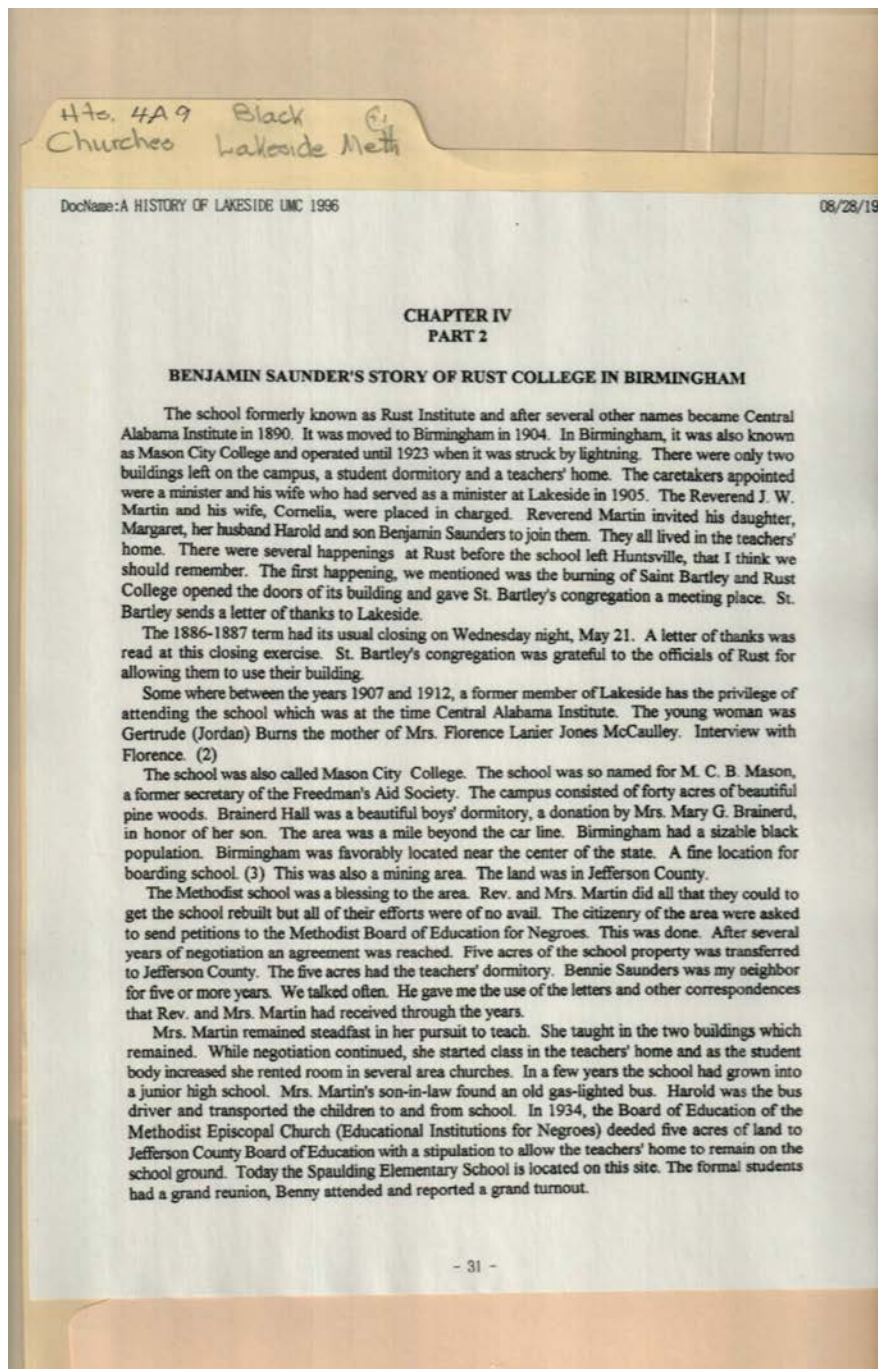 Hts. 4A9 Black
Churches Lakeside Meth
DocName:A HISTORY OF LAKESIDE UMC 1996 08/28/19
CHAPTER IV
PART 2
BENJAMIN SAUNDER'S STORY OF RUST COLLEGE IN BIRMINGHAM
The school formerly known as Rust Institute and after several other names became Central
Alabama Institute in 1890. It was moved to Birmingham in 1904. In Birmingham, it was also known
as Mason City College and operated until 1923 when it was struck by lightning. There were only two
buildings left on the campus, a student dormitory and a teachers' home. The caretakers appointed
were a minister and his wife who had served as a minister at Lakeside in 1905. The Reverend J. W.
Martin and his wife, Cornelia, were placed in charged. Reverend Martin invited his daughter,
Margaret, her husband Harold and son Benjamin Saunders to join them. They all lived in the teachers'
home. There were several happenings at Rust before the school left Huntsville, that I think we
should remember. The first happening, we mentioned was the burning of Saint Bartley and Rust
College opened the doors of its building and gave St. Bartley's congregation a meeting place. St.
Bartley sends a letter of thanks to Lakeside.
The 1886-1887 term had its usual closing on Wednesday night, May 21. A letter of thanks was
read at this closing exercise. St. Bartley's congregation was grateful to the officials of Rust for
allowing them to use their building.
Some where between the years 1907 and 1912, a former member of Lakeside has the privilege of
attending the school which was at the time Central Alabama Institute. The young woman was
Gertrude (Jordan) Burns the mother of Mrs. Florence Lanier Jones McCaulley. Interview with
Florence. (2)
The school was also called Mason City College. The school was so named for M. C. B. Mason,
a former secretary of the Freedman's Aid Society. The campus consisted of forty acres of beautiful
pine woods. Brainerd Hall was a beautiful boys' dormitory, a donation by Mrs. Mary G. Brainerd,
in honor of her son. The area was a mile beyond the car line. Birmingham had a sizable black
population. Birmingham was favorably located near the center of the state. A fine location for
boarding school. (3) This was also a mining area. The land was in Jefferson County.
The Methodist school was a blessing to the area. Rev. and Mrs. Martin did all that they could to
get the school rebuilt but all of their efforts were of no avail. The citizenry of the area were asked
to send petitions to the Methodist Board of Education for Negroes. This was done. After several
years of negotiation an agreement was reached. Five acres of the school property was transferred
to Jefferson County. The five acres had the teachers' dormitory. Bennie Saunders was my neighbor
for five or more years. We talked often. He gave me the use of the letters and other correspondences
that Rev. and Mrs. Martin had received through the years.
Mrs. Martin remained steadfast in her pursuit to teach. She taught in the two buildings which
remained. While negotiation continued, she started class in the teachers' home and as the student
body increased she rented room in several area churches. In a few years the school had grown into
a junior high school. Mrs. Martin's son-in-law found an old gas-lighted bus. Harold was the bus
driver and transported the children to and from school. In 1934, the Board of Education of the
Methodist Episcopal Church (Educational Institutions for Negroes) deeded five acres of land to
Jefferson County Board of Education with a stipulation to allow the teachers' home to remain on the
school ground. Today the Spaulding Elementary School is located on this site. The formal students
had a grand reunion, Benny attended and reported a grand turnout.
- 31 -